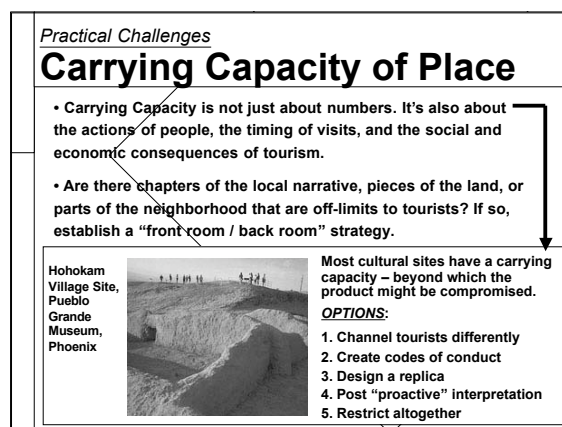 Practical Challenges
Carrying Capacity of Place
• Carrying Capacity is not just about numbers. It's also about
the actions of people, the timing of visits, and the social and
economic consequences of tourism.
• Are there chapters of the local narrative, pieces of the land, or
parts of the neighborhood that are off-limits to tourists? If so,
establish a “front room / back room” strategy.
Hohokam
Village Site,
Pueblo
Grande
Museum,
Phoenix
Most cultural sites have a carrying
capacity – beyond which the
product might be compromised.
OPTIONS:
1. Channel tourists differently
2. Create codes of conduct
3. Design a replica
4. Post “proactive” interpretation
5. Restrict altogether